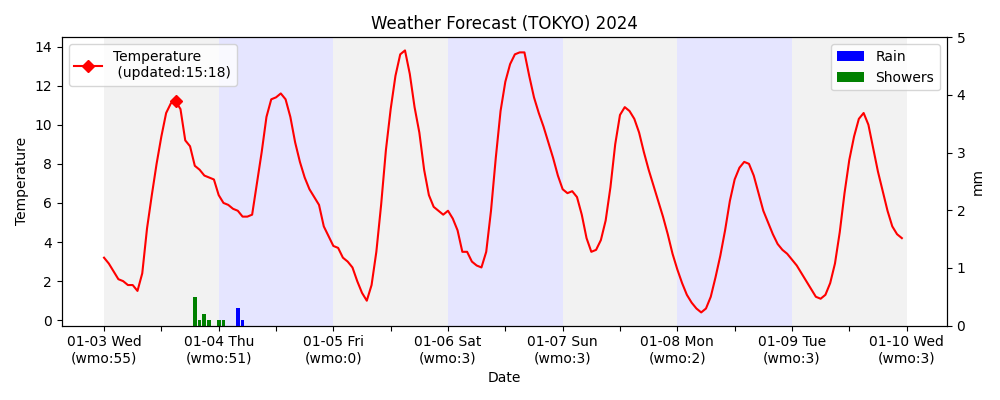 Weather Forecast (TOKYO) 2024
Temperature
(updated:15:18)
Rain
Showers
14
12
10
8
6
4
2
0
Temperature
5
4
3
2
1
0
mm
01-03 Wed 01-04 Thu 01-05 Fri 01-06 Sat 01-07 Sun 01-08 Mon 01-09 Tue 01-10 Wed
(wmo:55) (wmo:51) (wmo:0) (wmo:3) (wmo:3) (wmo:2) (wmo:3) (wmo:3)
Date